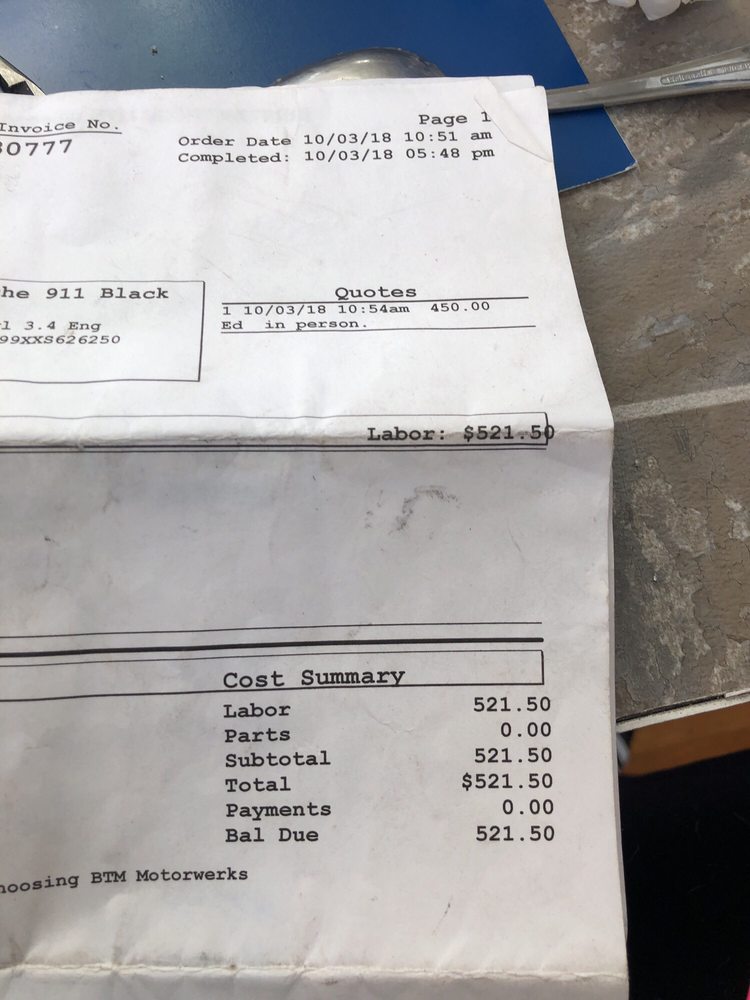 Page 1
Invoice No.
Order Date 10/03/18 10:51 am
30777
Completed: 10/03/18 05:48 pm
he 911 Black
Quotes
1 10/03/18 10:54am 450.00
l 3.4 Eng
Ed in person.
99XXS626250
Labor: $521.50
Cost Summary
Labor 521.50
Parts 0.00
Subtotal 521.50
Total $521.50
Payments 0.00
Bal Due 521.50
hoosing BTM Motorwerks